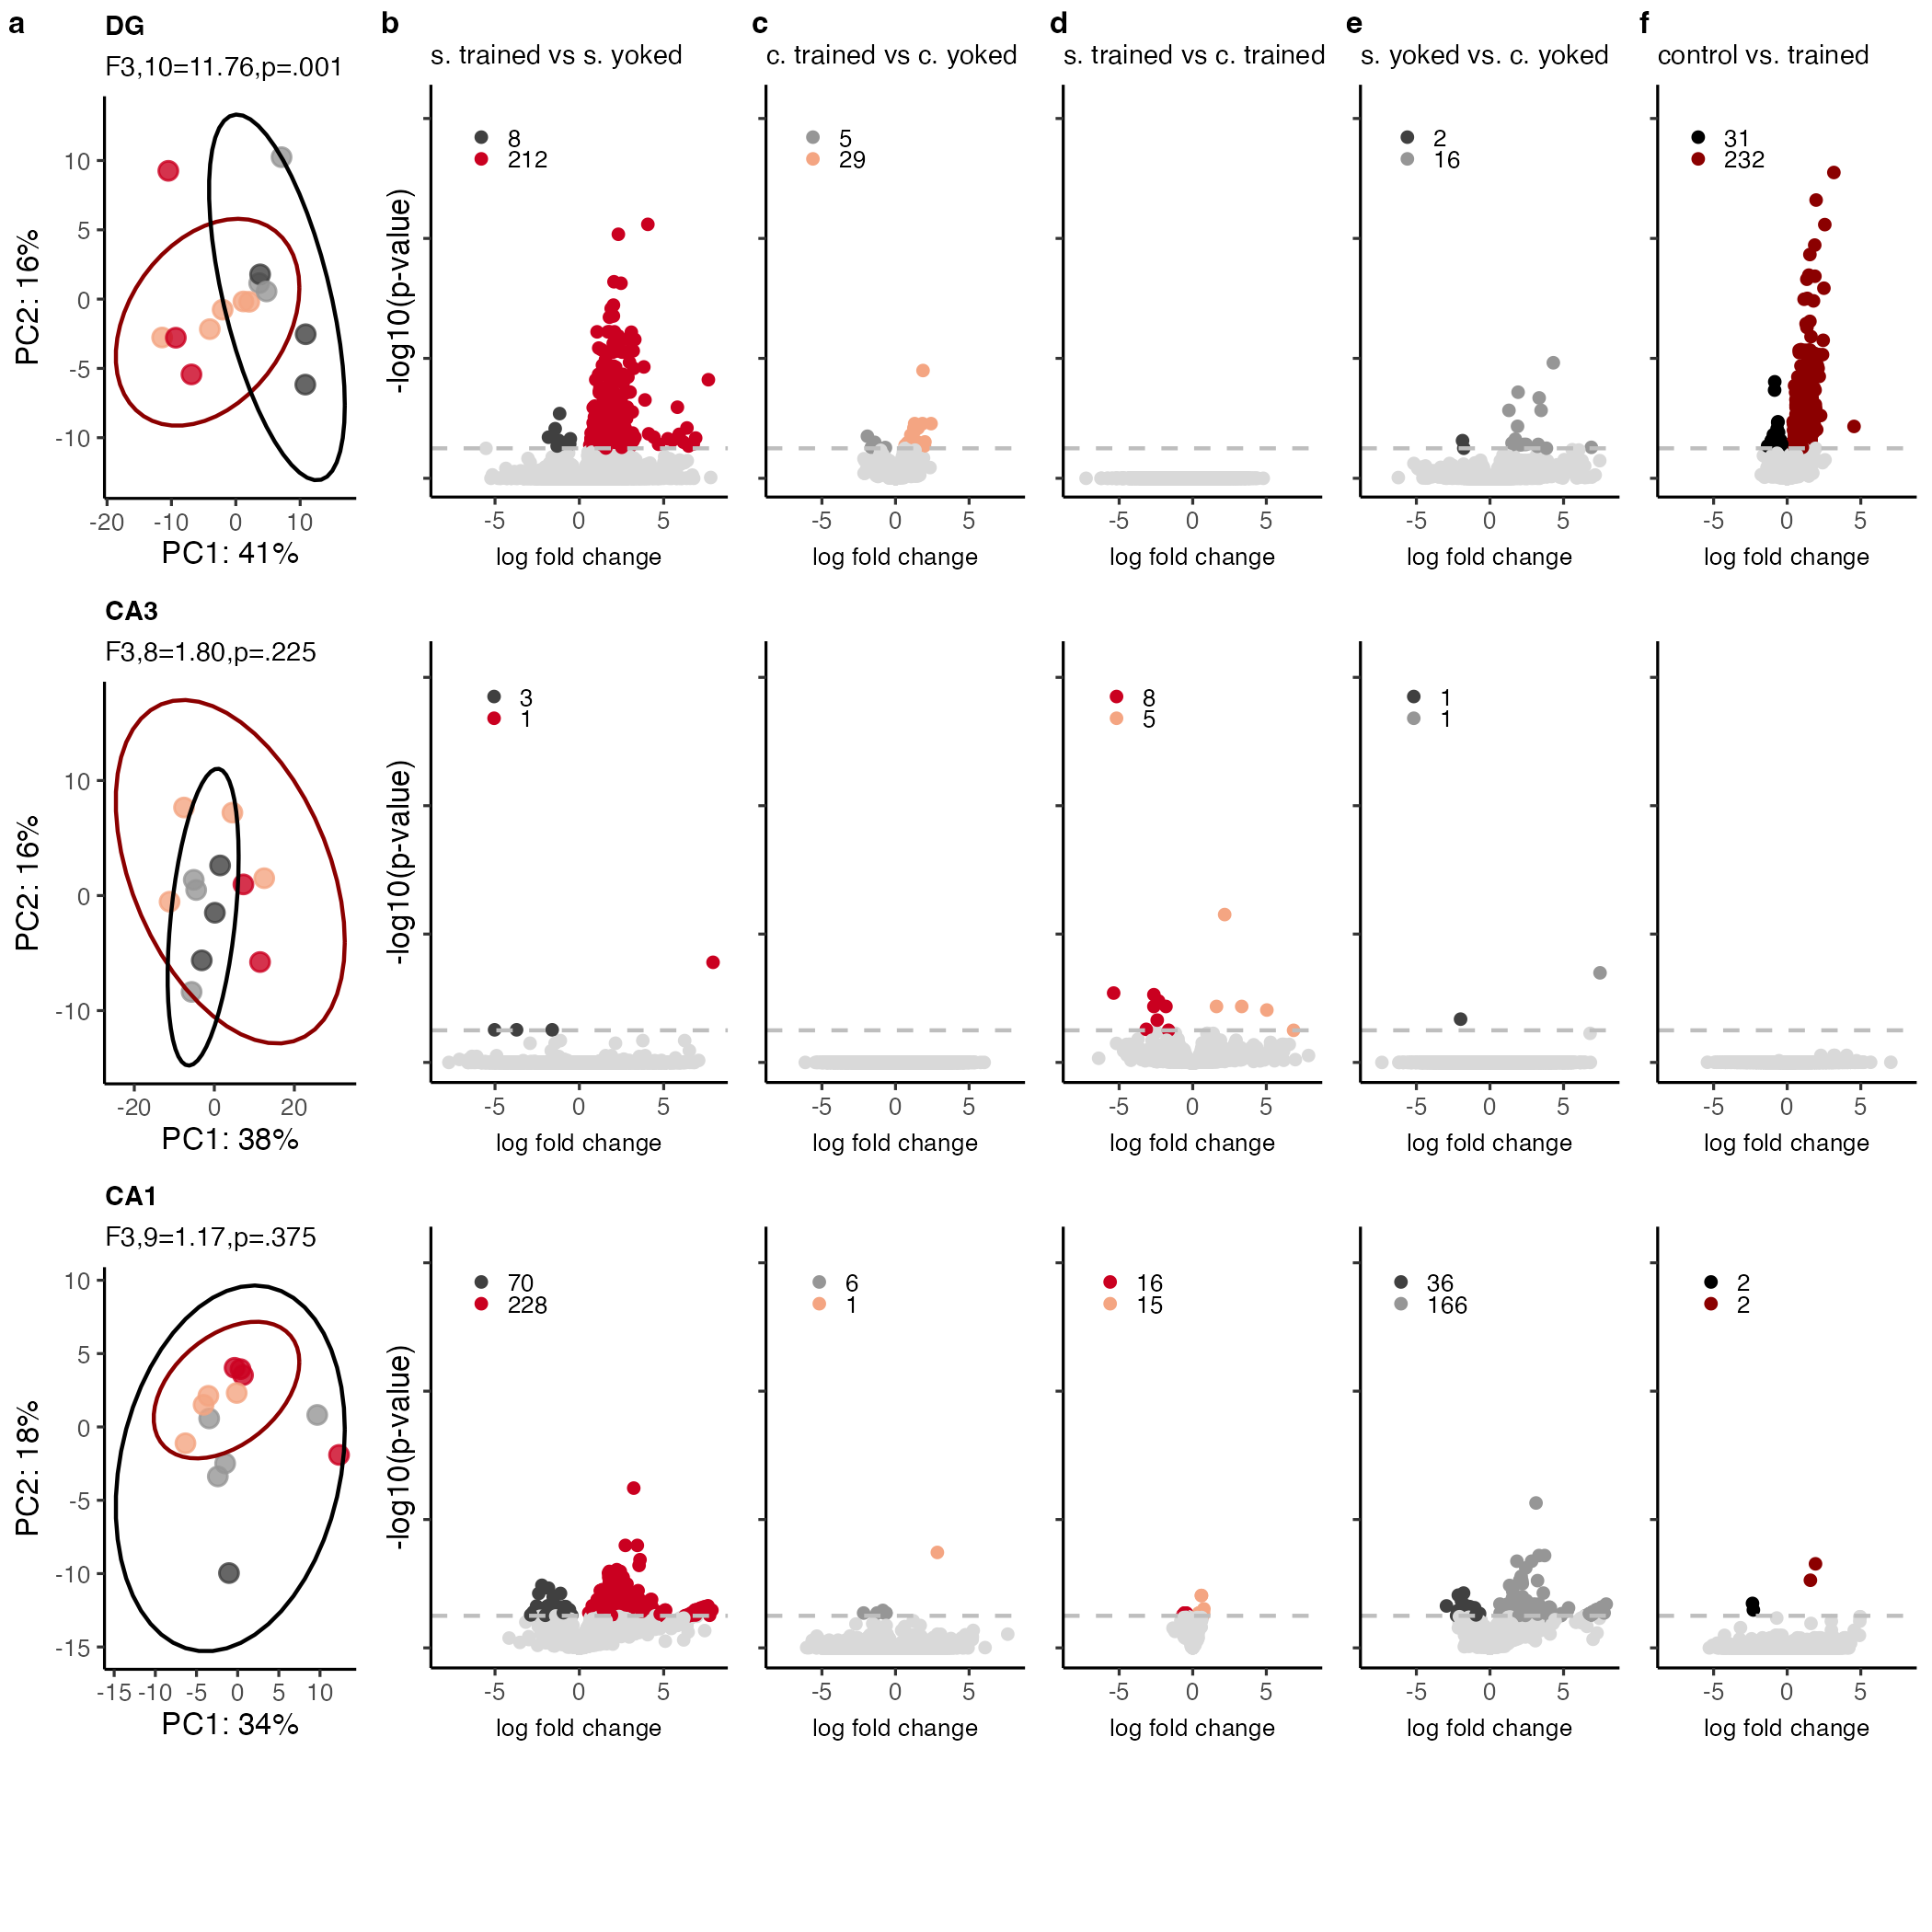 a
DG
F3,10=11.76,p=.001
PC2: 16%
10
5
0
-5
-10
-20 -10 0 10
PC1: 41%
b
s. trained vs s. yoked
8
212
-log10(p-value)
-5 0 5
log fold change
c
c. trained vs c. yoked
5
29
-5 0 5
log fold change
d
s. trained vs c. trained
-5 0 5
log fold change
e
s. yoked vs. c. yoked
2
16
-5 0 5
log fold change
f
control vs. trained
31
232
-5 0 5
log fold change
CA3
F3,8=1.80,p=.225
PC2: 16%
10
0
-10
-20 0 20
PC1: 38%
3
1
-log10(p-value)
-5 0 5
log fold change
-5 0 5
log fold change
8
5
-5 0 5
log fold change
1
1
-5 0 5
log fold change
-5 0 5
log fold change
CA1
F3,9=1.17,p=.375
PC2: 18%
10
5
0
-5
-10
-15
-15 -10 -5 0 5 10
PC1: 34%
70
228
-log10(p-value)
-5 0 5
log fold change
6
1
-5 0 5
log fold change
16
15
-5 0 5
log fold change
36
166
-5 0 5
log fold change
2
2
-5 0 5
log fold change